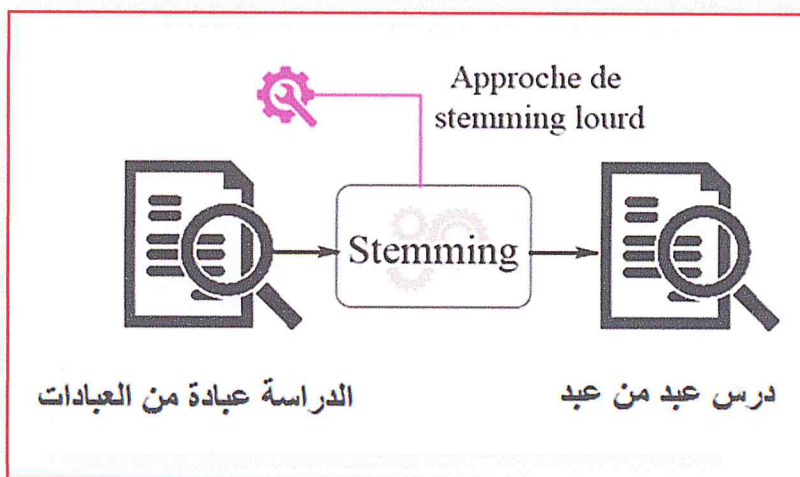 Approche de
stemming lourd
Stemming
الدراسة عبادة من العبادات
درس عبد من عبد